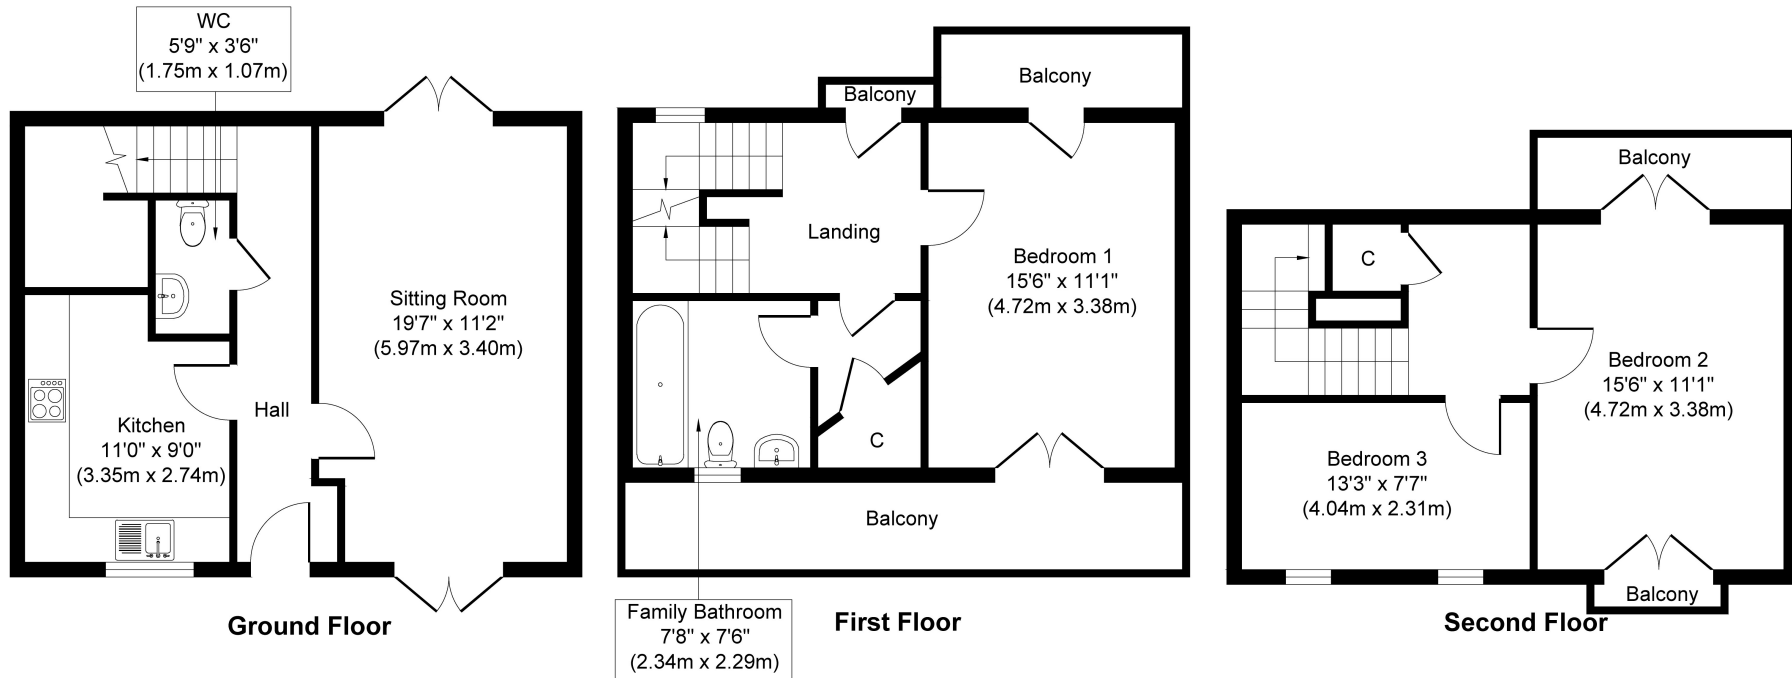 WC
5'9" x 3'6"
(1.75m x 1.07m)
Sitting Room
19'7" x 11'2"
(5.97m x 3.40m)
Hall
Kitchen
11'0" x 9'0"
(3.35m x 2.74m)
Ground Floor
Balcony
Balcony
Landing
Bedroom 1
15'6" x 11'1"
(4.72m x 3.38m)
C
Balcony
Family Bathroom
7'8" x 7'6"
(2.34m x 2.29m)
First Floor
Balcony
C
Bedroom 2
15'6" x 11'1"
(4.72m x 3.38m)
Bedroom 3
13'3" x 7'7"
(4.04m x 2.31m)
Balcony
Second Floor